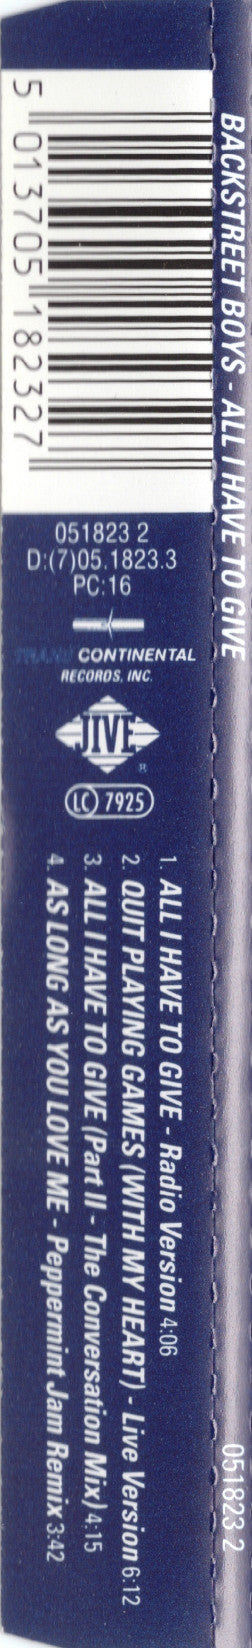 BACKSTREET BOYS - ALL I HAVE TO GIVE
051823 2
5 013705 182327
051823 2
D:(7)05.1823.3
PC:16
TRANS CONTINENTAL
RECORDS, INC.
JIVE
®
LC 7925
1. ALL I HAVE TO GIVE - Radio Version 4:06
2. QUIT PLAYING GAMES (WITH MY HEART) - Live Version 6:12
3. ALL I HAVE TO GIVE (Part II - The Conversation Mix) 4:15
4. AS LONG AS YOU LOVE ME - Peppermint Jam Remix 3:42